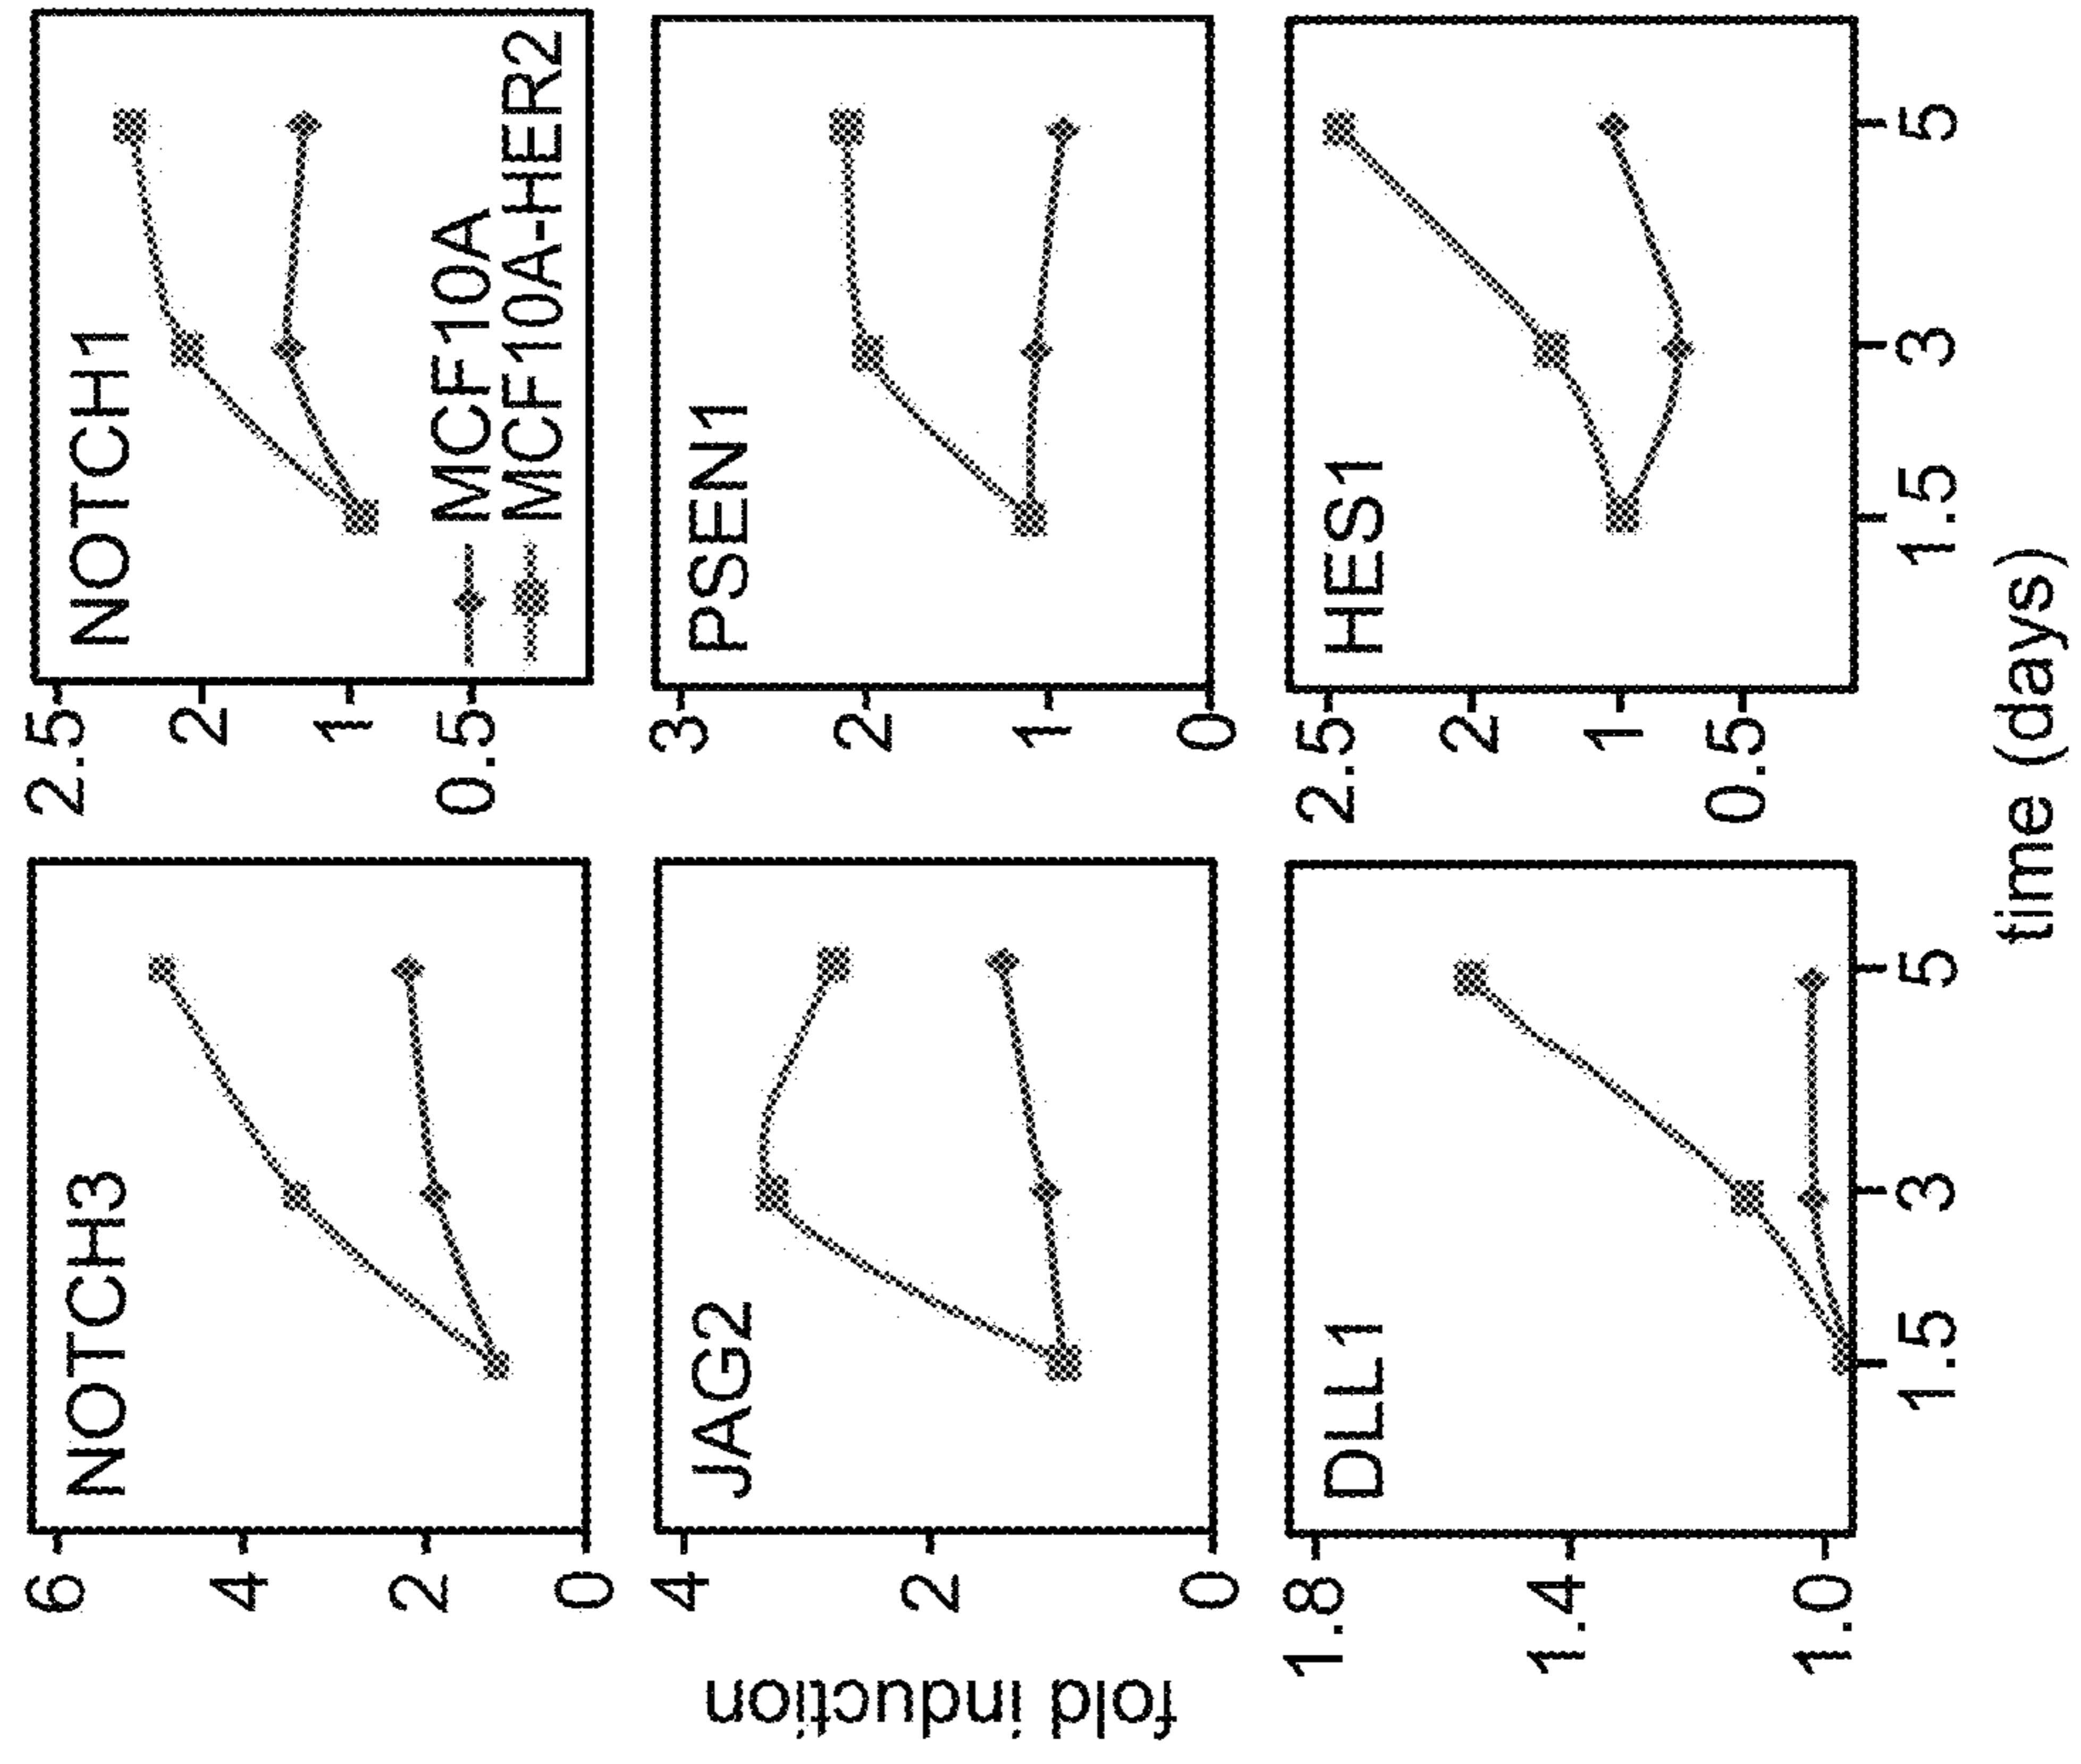 fold induction
NOTCH3
6
4
2
0
NOTCH1
2.5
2
1
0.5
MCF10A
MCF10A-HER2
JAG2
4
2
0
PSEN1
3
2
1
0
DLL1
1.8
1.4
1.0
1.5 3 5
HES1
2.5
2
1
0.5
1.5 3 5
time (days)